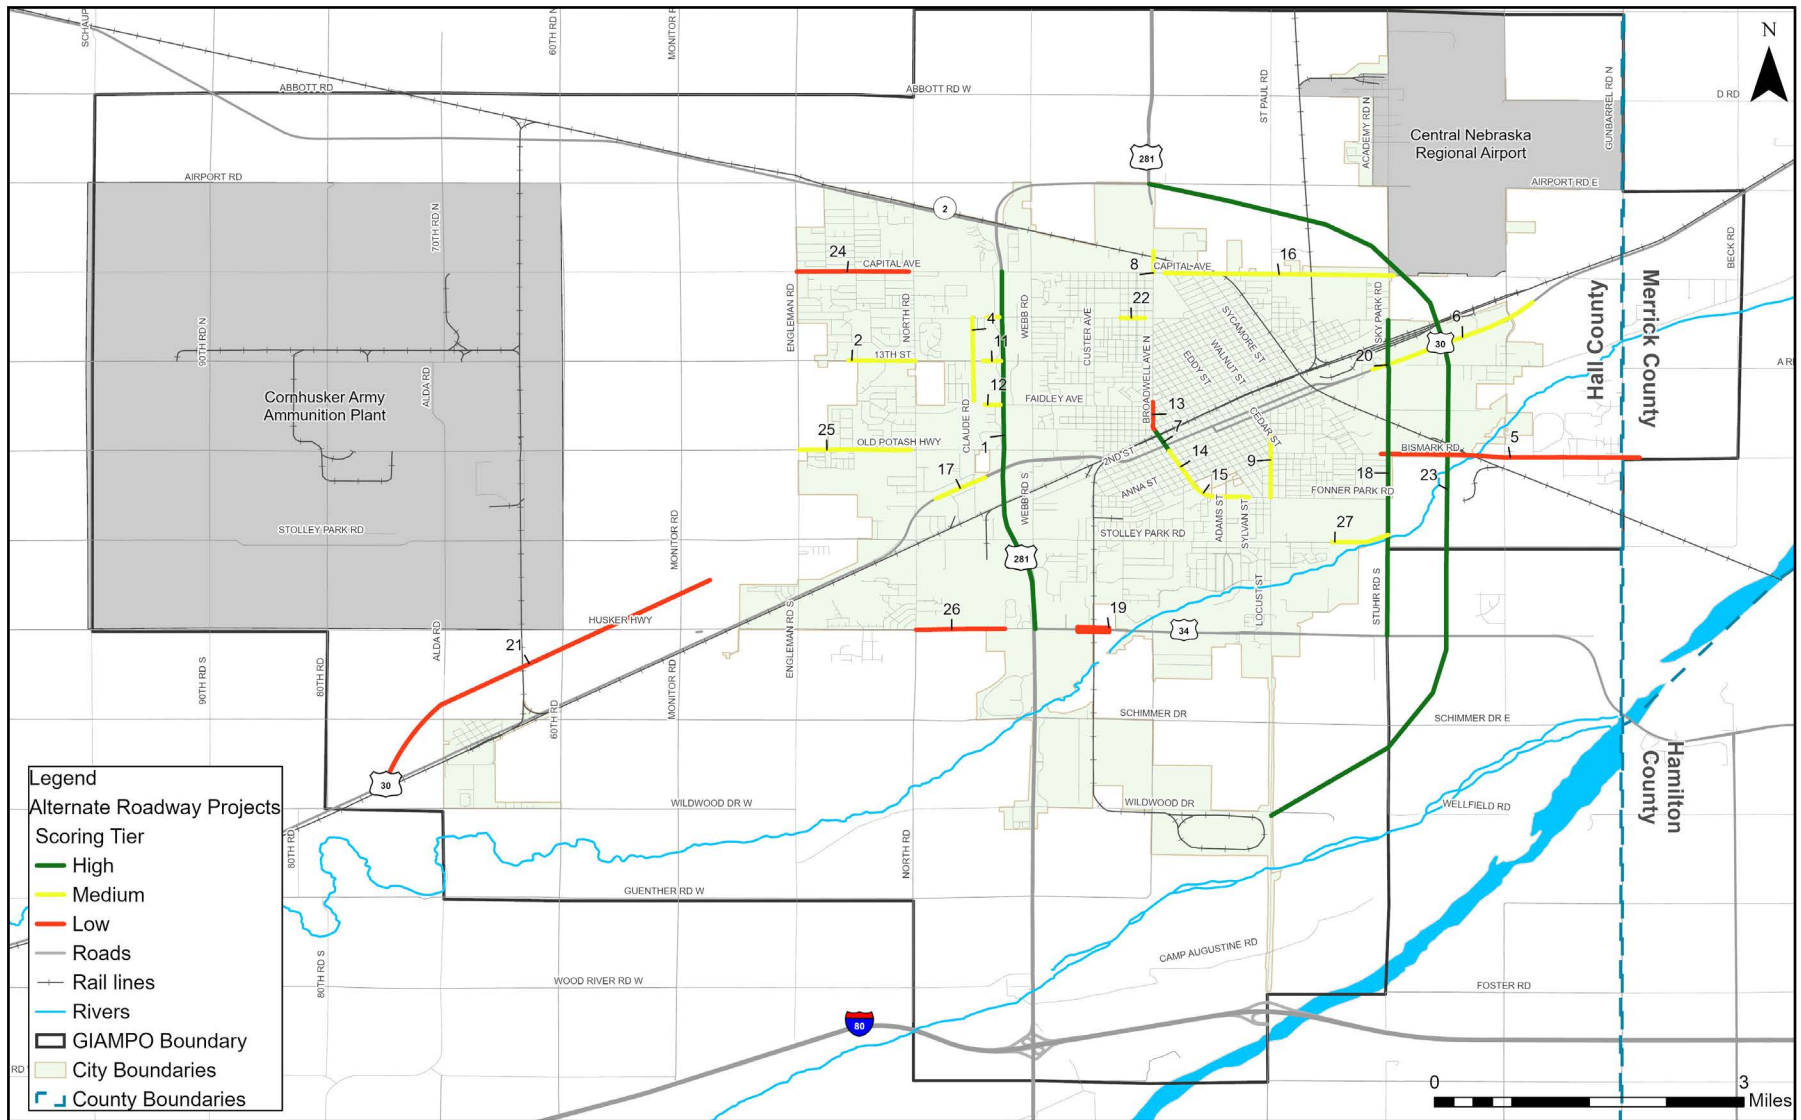 SCHAUP
60TH RD N
MONITOR R
N
ABBOTT RD
ABBOTT RD W
ST PAUL RD
ACADEMY RD N
GUNBARREL RD N
D RD
Central Nebraska
Regional Airport
281
AIRPORT RD
AIRPORT RD E
2
70TH RD N
BECK RD
24
CAPITAL AVE
8
CAPITAL AVE
16
Hall County
Merrick County
ENGLEMAN RD
NORTH RD
WEBB RD
CUSTER AVE
22
SYCAMORE ST
SKY PARK RD
4
6
90TH RD N
2
13TH ST
11
WALNUT ST
EDDY ST
BROADWELL AVE N
20
30
A R
Cornhusker Army
Ammunition Plant
ALDA RD
12
FAIDLEY AVE
13
CEDAR ST
CLAUDE RD
7
25
OLD POTASH HWY
1
2ND ST
14
9
BISMARK RD
5
17
15
18
23
ANNA ST
FONNER PARK RD
WEBB RD S
STOLLEY PARK RD
MONITOR RD
STOLLEY PARK RD
ADAMS ST
SYLVAN ST
27
281
HUSKER HWY
ENGLEMAN RD S
26
19
34
LOCUST ST
STUHR RD S
ALDA RD
21
90TH RD S
80TH RD
60TH RD
MONITOR RD
SCHIMMER DR
SCHIMMER DR E
Hamilton
County
30
WILDWOOD DR W
WILDWOOD DR
WELLFIELD RD
80TH RD
NORTH RD
GUENTHER RD W
CAMP AUGUSTINE RD
80TH RD S
WOOD RIVER RD W
FOSTER RD
80
RD
Legend
Alternate Roadway Projects
Scoring Tier
High
Medium
Low
Roads
Rail lines
Rivers
GIAMPO Boundary
City Boundaries
County Boundaries
0
3
Miles